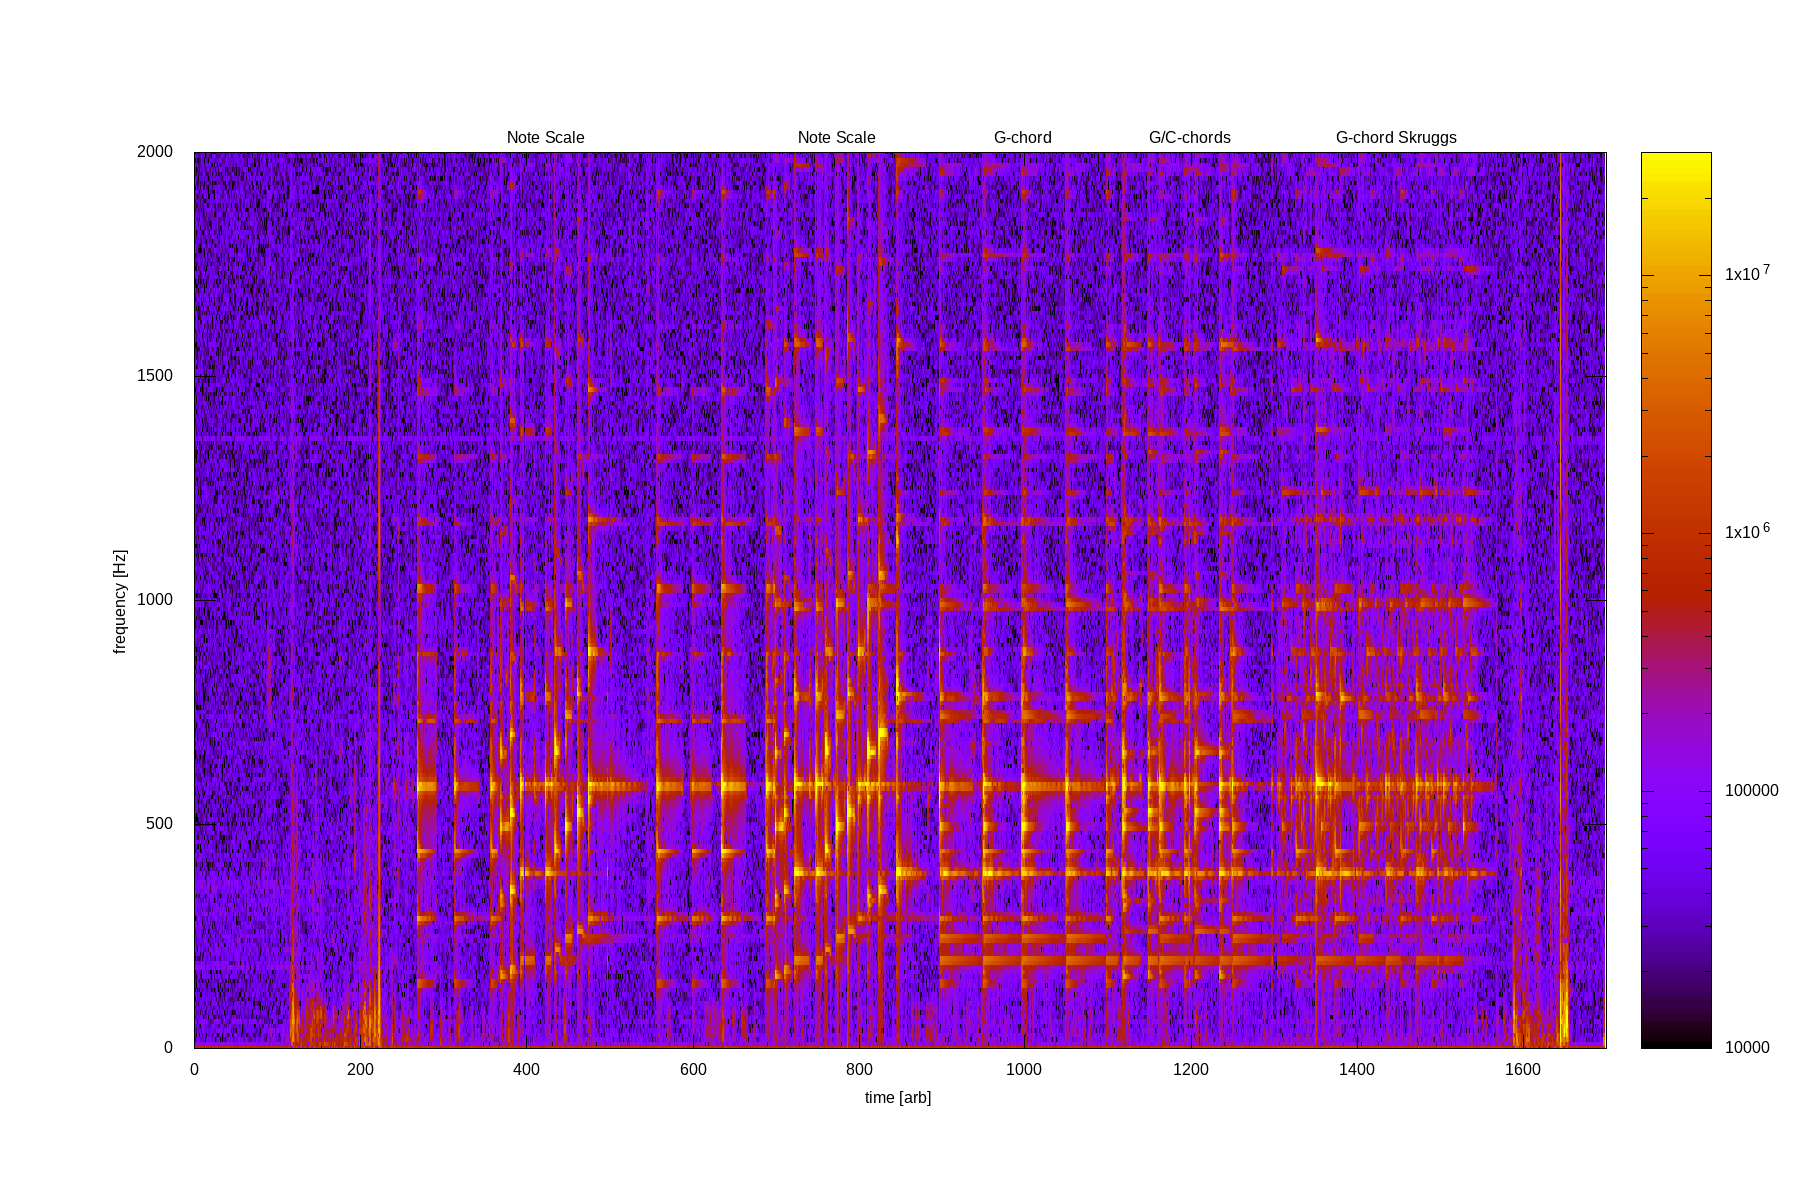 Note Scale Note Scale G-chord G/C-chords G-chord Skruggs
2000
1500
1000
500
0
frequency [Hz]
0 200 400 600 800 1000 1200 1400 1600
time [arb]
1x10^7
1x10^6
100000
10000